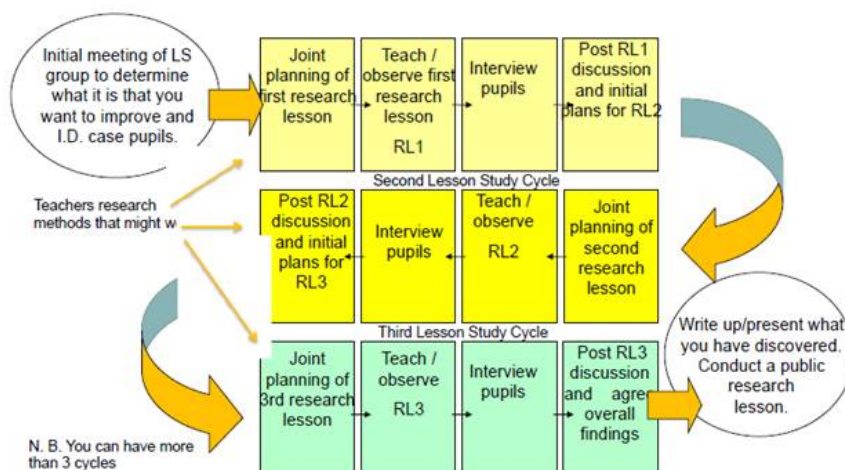 Initial meeting of LS
group to determine
what it is that you
want to improve and
I.D. case pupils.
Joint
planning of
first research
lesson
Teach /
observe first
research
lesson
RL1
Interview
pupils
Post RL1
discussion
and initial
plans for RL2
Second Lesson Study Cycle
Teachers research
methods that might w
Post RL2
discussion
and initial
plans for
RL3
Interview
pupils
Teach /
observe
RL2
Joint
planning of
second
research
lesson
Third Lesson Study Cycle
Joint
planning of
3rd research
lesson
Teach /
observe
RL3
Interview
pupils
Post RL3
discussion
and agree
overall
findings
Write up/present what
you have discovered.
Conduct a public
research
lesson.
N. B. You can have more
than 3 cycles